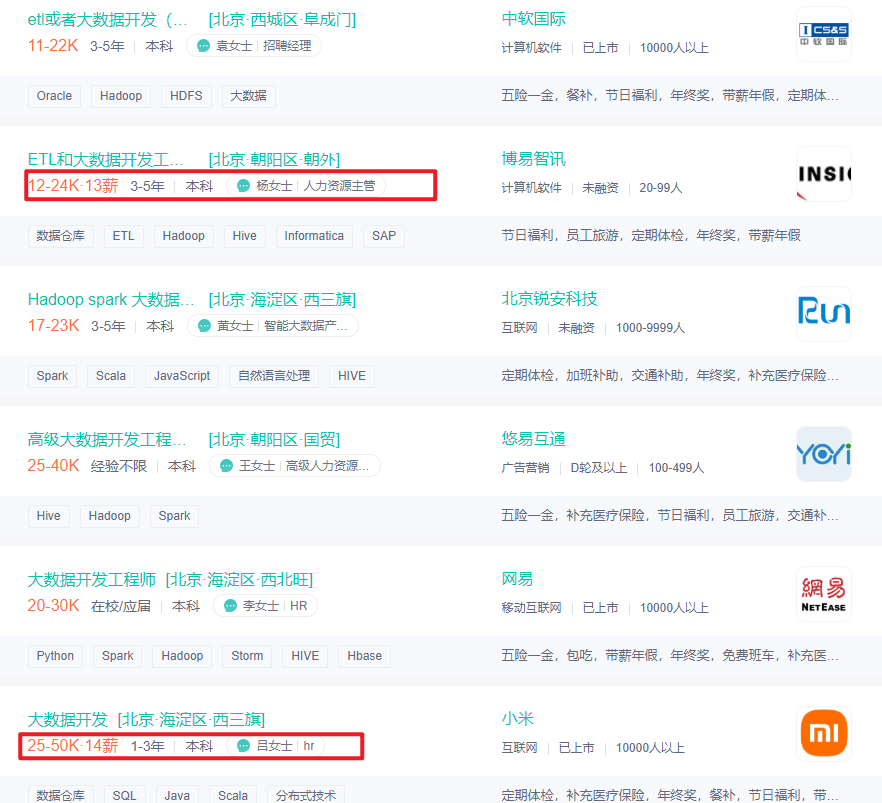 etl或者大数据开发（... [北京·西城区·阜成门] 中软国际
11-22K 3-5年 本科 袁女士 招聘经理 计算机软件 已上市 10000人以上
CS&S 中软国际
Oracle Hadoop HDFS 大数据 五险一金，餐补，节日福利，年终奖，带薪年假，定期体...
ETL和大数据开发工... [北京·朝阳区·朝外] 博易智讯
12-24K·13薪 3-5年 本科 杨女士 人力资源主管 计算机软件 未融资 20-99人
数据仓库 ETL Hadoop Hive Informatica SAP 节日福利，员工旅游，定期体检，年终奖，带薪年假
Hadoop spark 大数据... [北京·海淀区·西三旗] 北京锐安科技
17-23K 3-5年 本科 黄女士 智能大数据产... 互联网 未融资 1000-9999人
Run
Spark Scala JavaScript 自然语言处理 HIVE 定期体检，加班补助，交通补助，年终奖，补充医疗保险...
高级大数据开发工程... [北京·朝阳区·国贸] 悠易互通
25-40K 经验不限 本科 王女士 高级人力资源... 广告营销 D轮及以上 100-499人
YOYi
Hive Hadoop Spark 五险一金，补充医疗保险，节日福利，员工旅游，交通补...
大数据开发工程师 [北京·海淀区·西北旺] 网易
20-30K 在校/应届 本科 李女士 HR 移动互联网 已上市 10000人以上
網易 NETEASE
Python Spark Hadoop Storm HIVE Hbase 五险一金，包吃，带薪年假，年终奖，免费班车，补充医...
大数据开发 [北京·海淀区·西三旗] 小米
25-50K·14薪 1-3年 本科 吕女士 hr 互联网 已上市 10000人以上
mi
数据仓库 SQL Java Scala 分布式技术 定期体检，补充医疗保险，年终奖，餐补，节日福利，带...